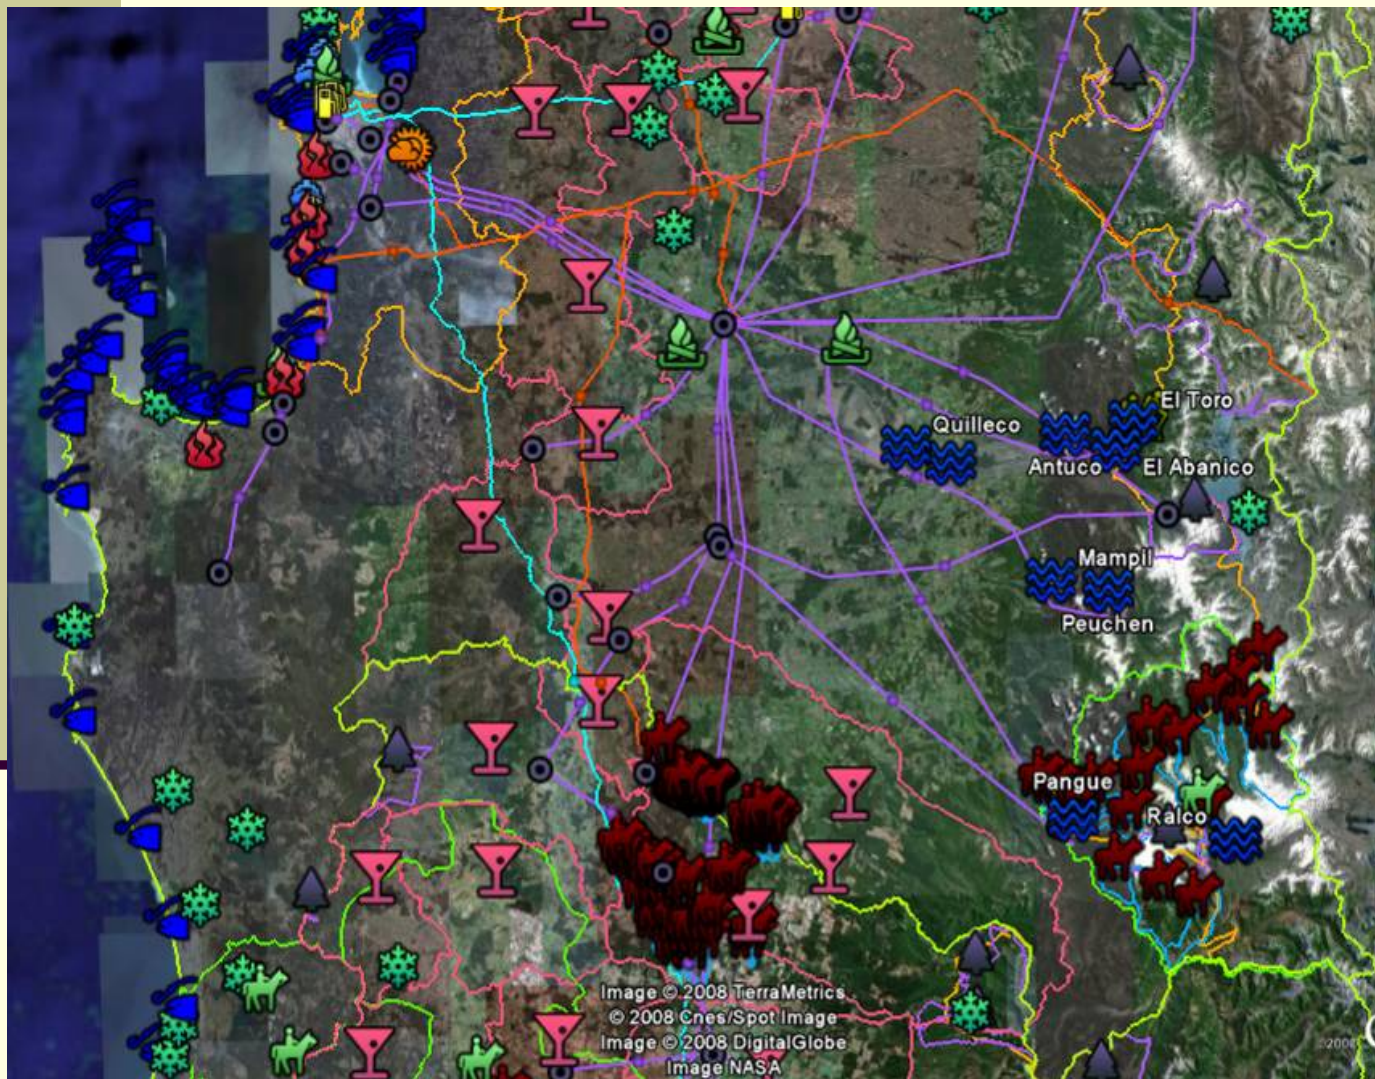 El Toro
Quilleco
Antuco
El Abanico
Mampil
Peuchen
Pangue
Ralco
Image © 2008 TerraMetrics
© 2008 Cnes/Spot Image
Image © 2008 DigitalGlobe
Image NASA
©2008